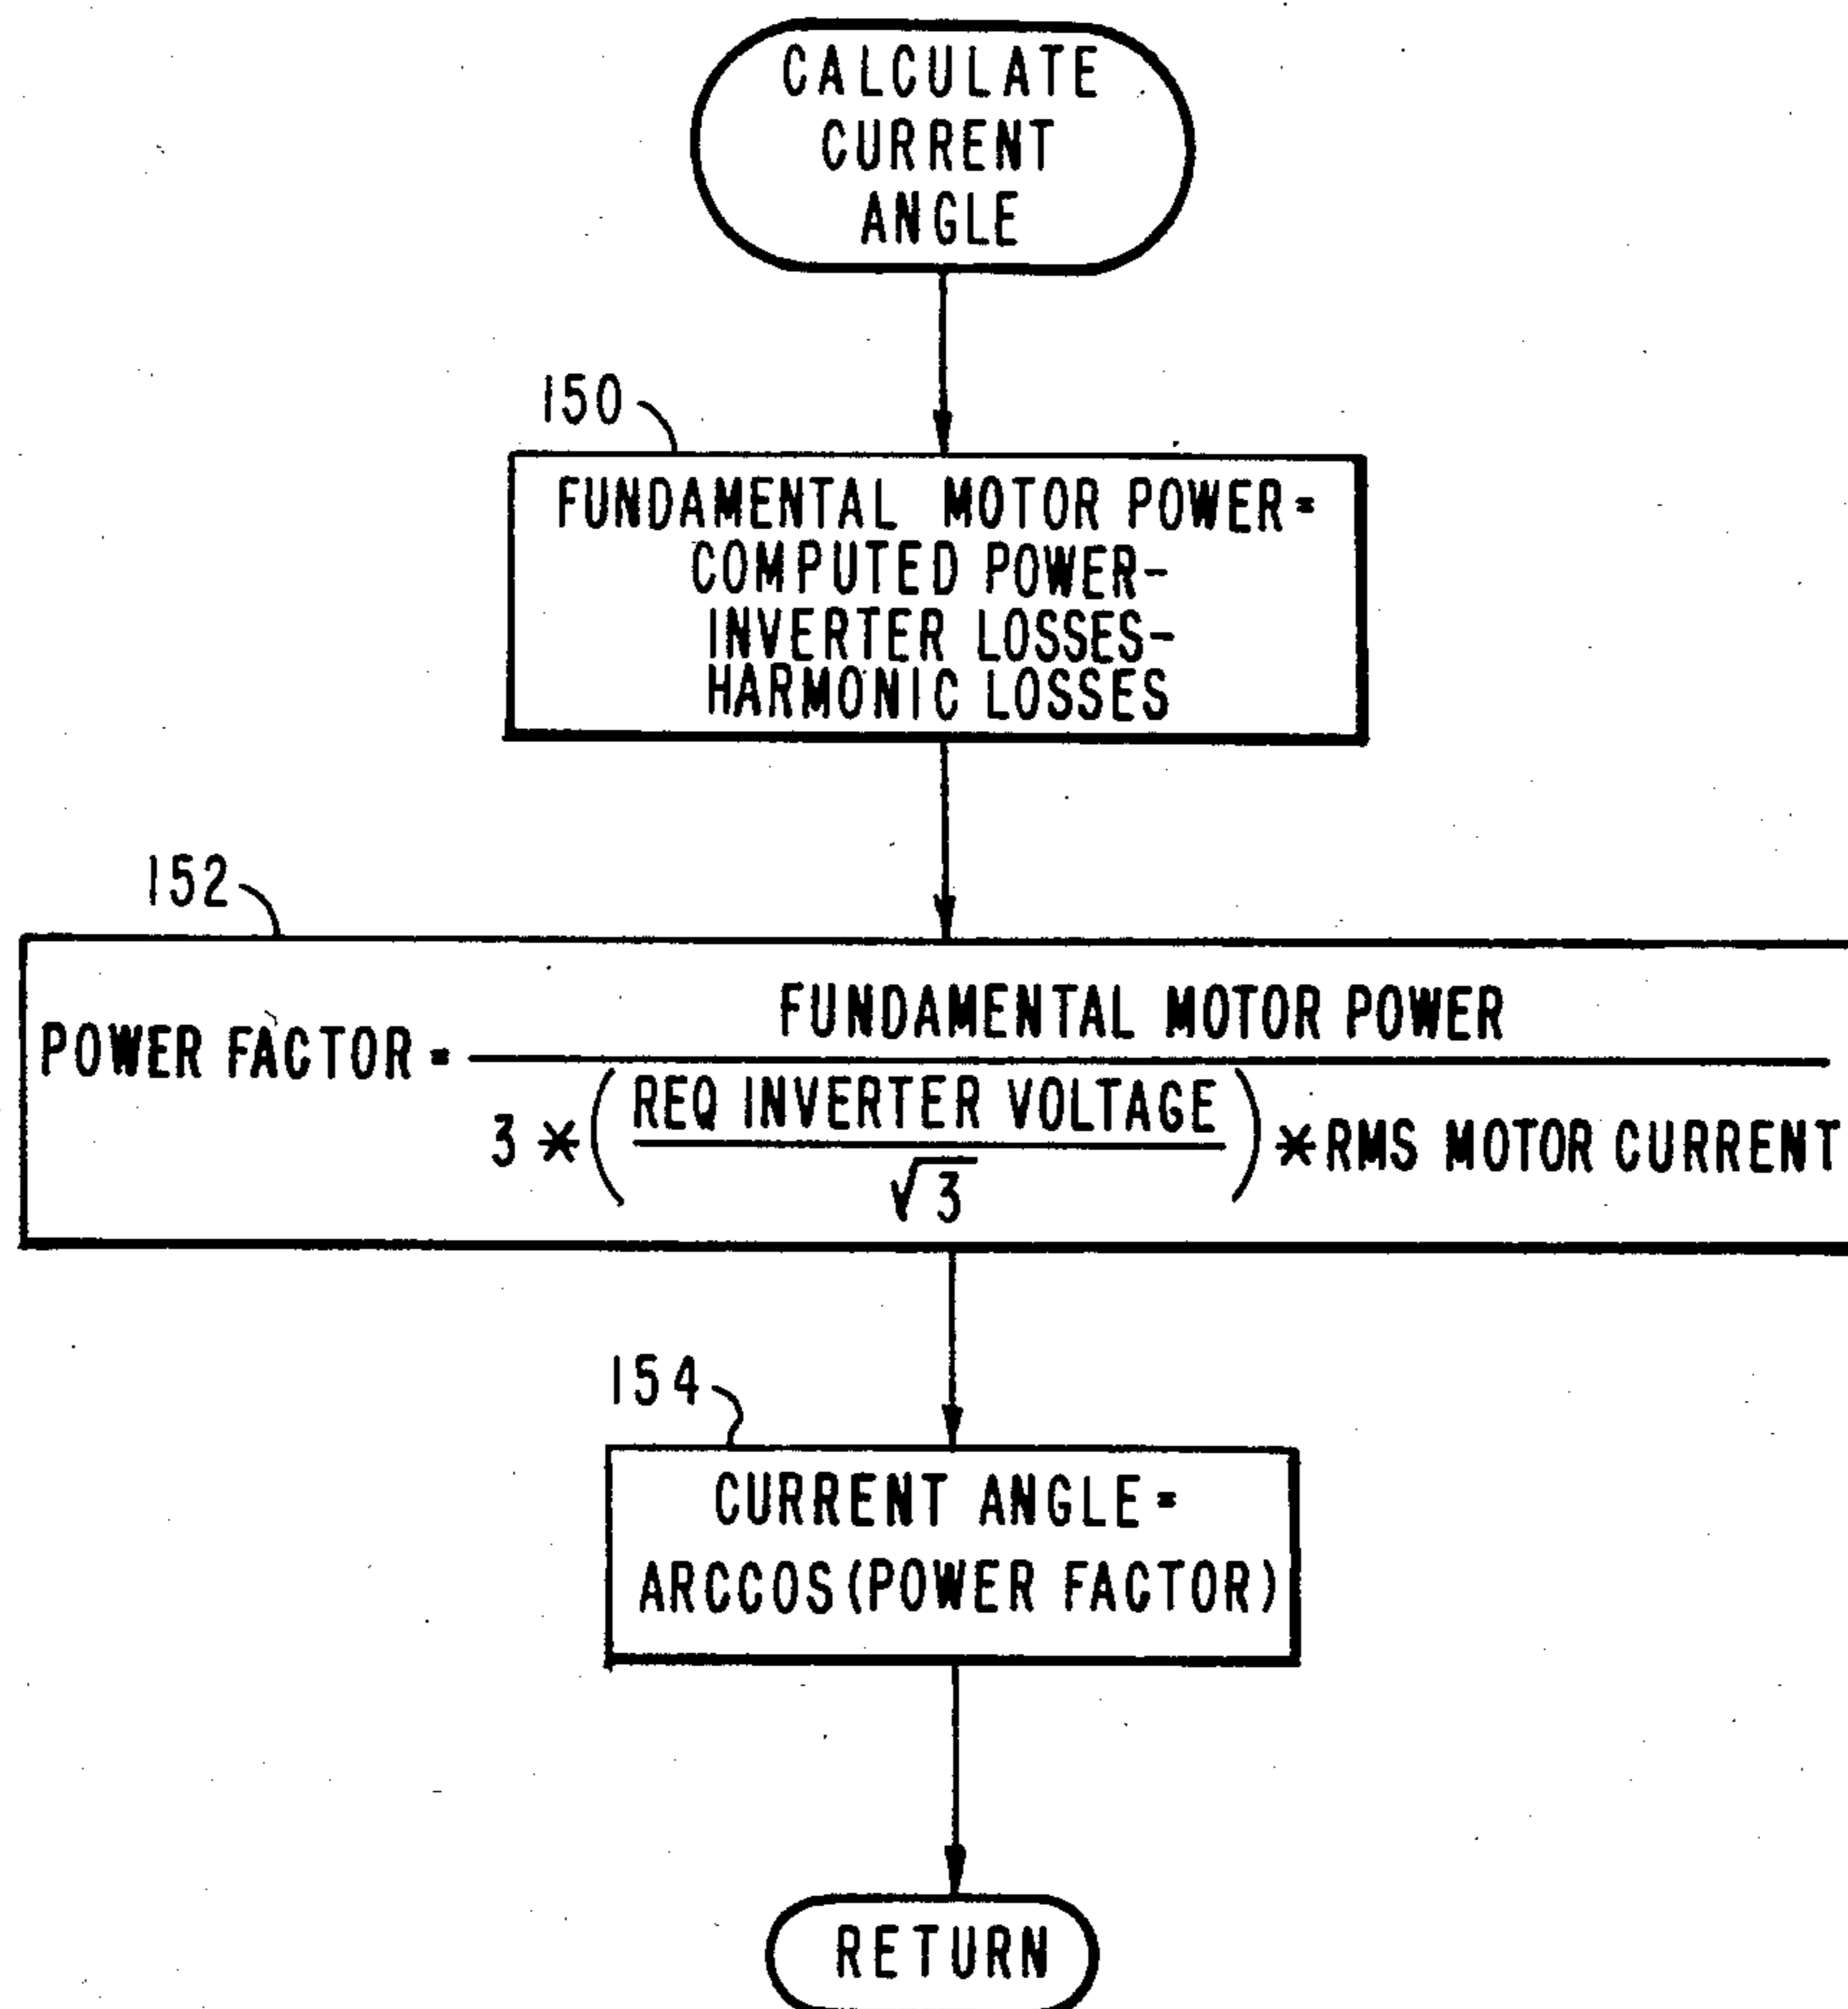 CALCULATE
CURRENT
ANGLE
150
FUNDAMENTAL MOTOR POWER=
COMPUTED POWER-
INVERTER LOSSES-
HARMONIC LOSSES
152
FUNDAMENTAL MOTOR POWER
POWER FACTOR =
3 * (REQ INVERTER VOLTAGE / √3) * RMS MOTOR CURRENT
154
CURRENT ANGLE=
ARCCOS(POWER FACTOR)
RETURN